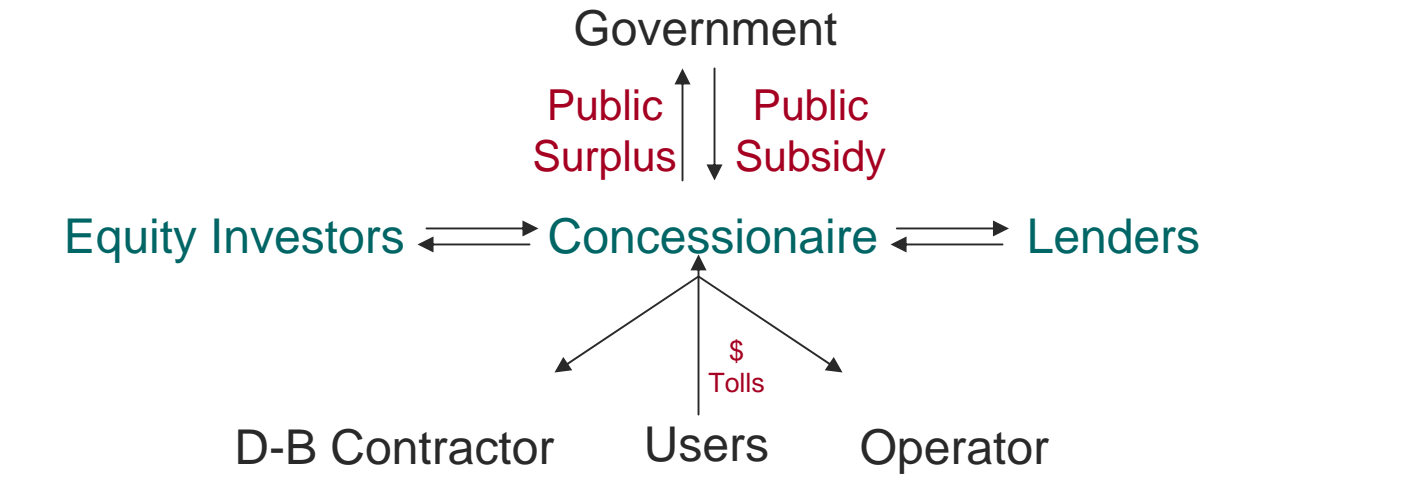 Government
Public
Surplus
Public
Subsidy
Equity Investors
Concessionaire
Lenders
$
Tolls
D-B Contractor
Users
Operator